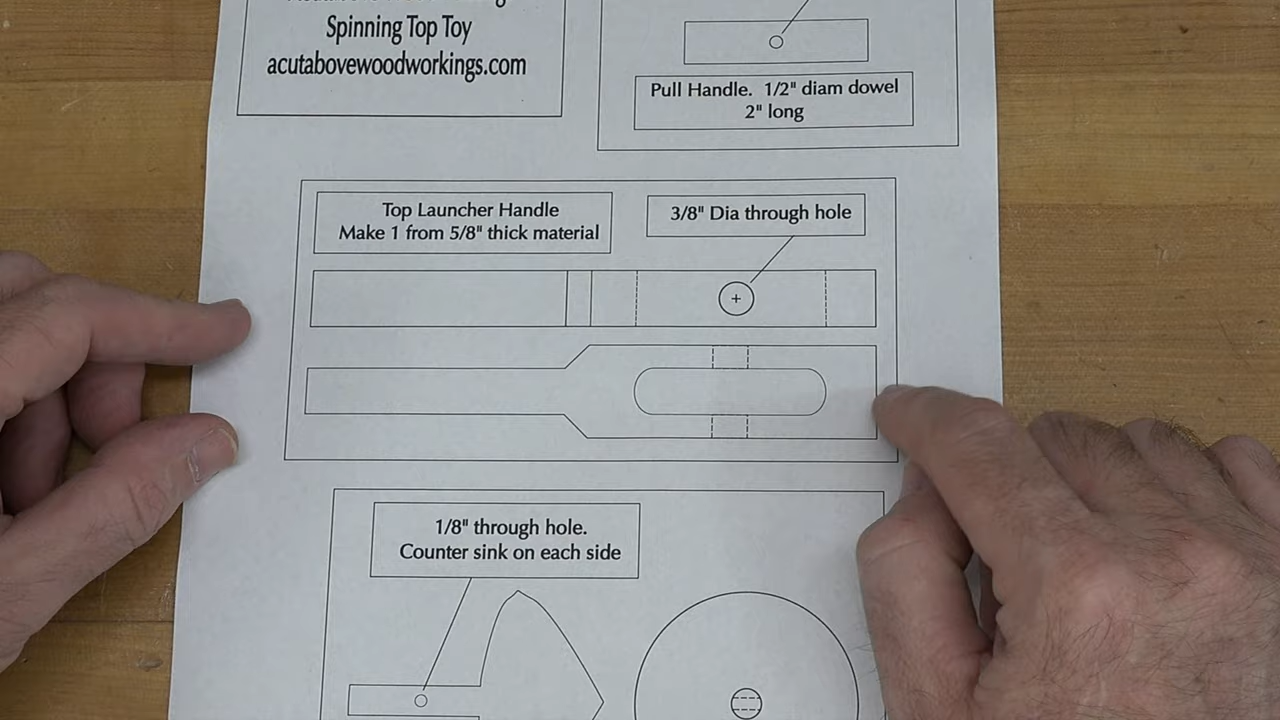 Spinning Top Toy
acutabovewoodworkings.com
Pull Handle. 1/2" diam dowel
2" long
Top Launcher Handle
Make 1 from 5/8" thick material
3/8" Dia through hole
1/8" through hole.
Counter sink on each side